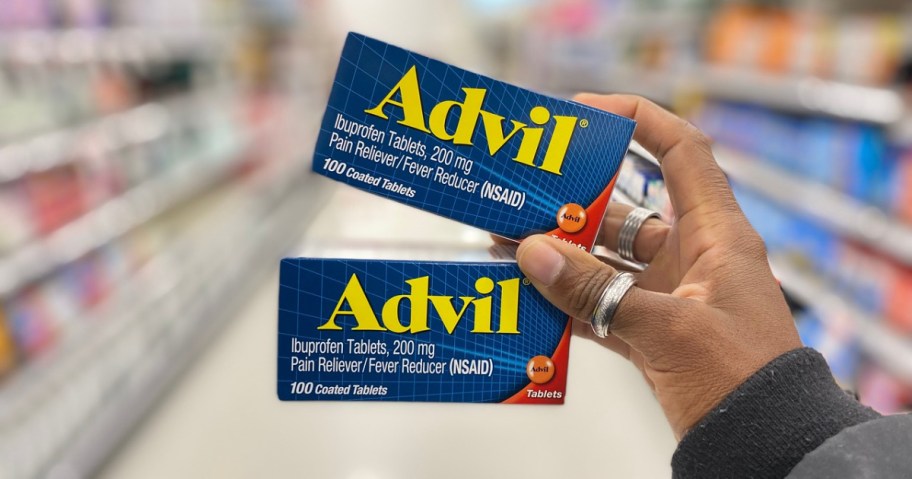 Advil®
Ibuprofen Tablets, 200 mg
Pain Reliever/Fever Reducer (NSAID)
100 Coated Tablets
Advil
Tablets
Advil®
Ibuprofen Tablets, 200 mg
Pain Reliever/Fever Reducer (NSAID)
100 Coated Tablets
Advil
Tablets